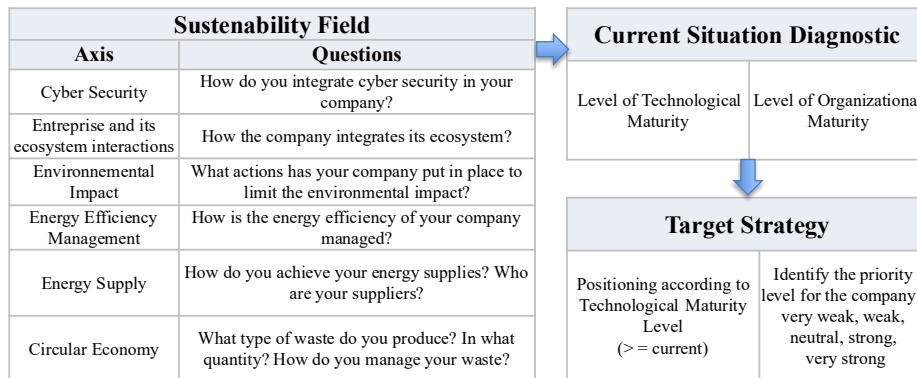 Sustenability Field
Axis
Questions
Cyber Security
How do you integrate cyber security in your
company?
Entreprise and its
ecosystem interactions
How the company integrates its ecosystem?
Environnemental
Impact
What actions has your company put in place to
limit the environmental impact?
Energy Efficiency
Management
How is the energy efficiency of your company
managed?
Energy Supply
How do you achieve your energy supplies? Who
are your suppliers?
Circular Economy
What type of waste do you produce? In what
quantity? How do you manage your waste?
Current Situation Diagnostic
Level of Technological
Maturity
Level of Organizationa
Maturity
Target Strategy
Positioning according to
Technological Maturity
Level
(> = current)
Identify the priority
level for the company
very weak, weak,
neutral, strong,
very strong